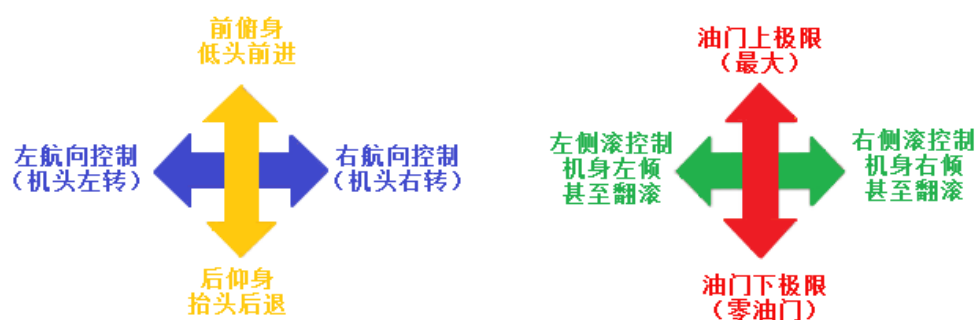 前俯身
低头前进
左航向控制
（机头左转）
右航向控制
（机头右转）
后仰身
抬头后退
油门上极限
（最大）
左侧滚控制
机身左倾
甚至翻滚
右侧滚控制
机身右倾
甚至翻滚
油门下极限
（零油门）